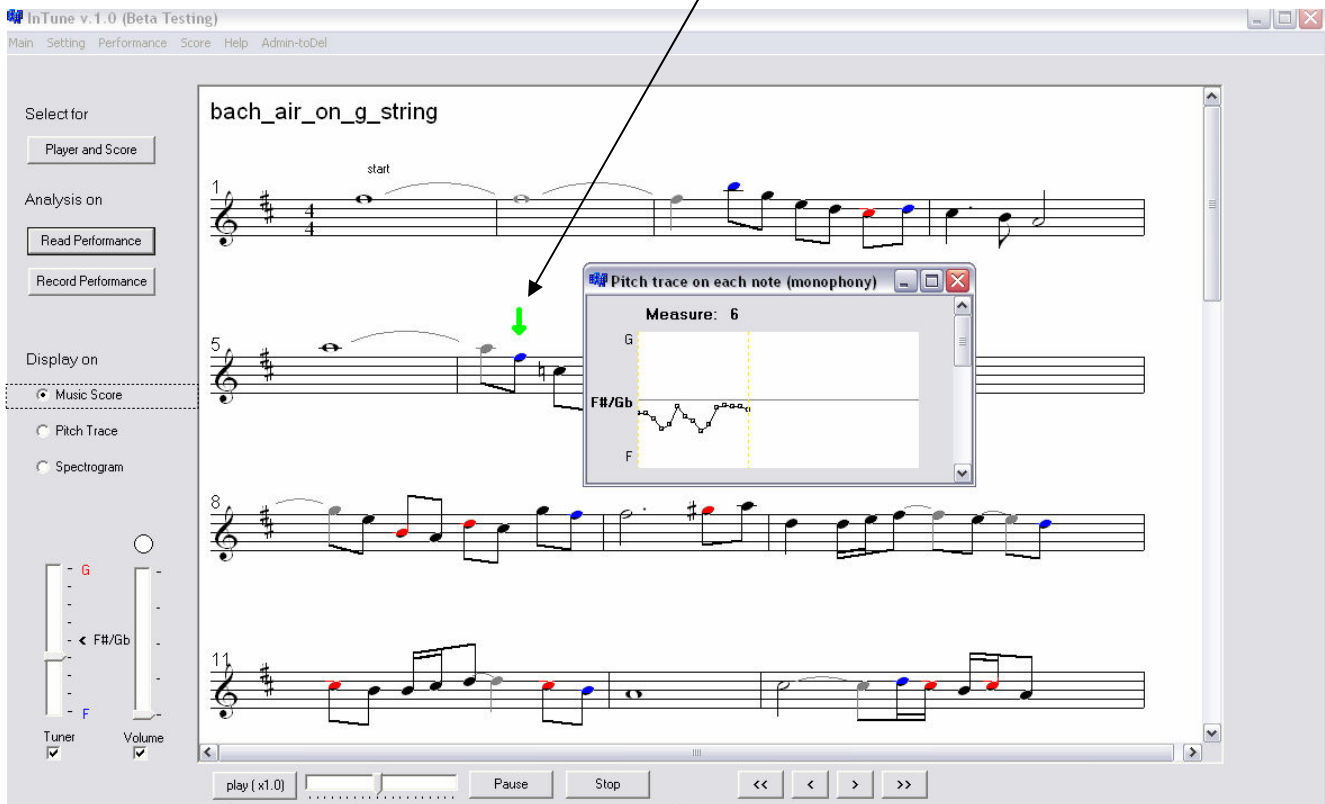 InTune v.1.0 (Beta Testing)
Main Setting Performance Score Help Admin-toDel
Select for
Player and Score
Analysis on
Read Performance
Record Performance
Display on
Music Score
Pitch Trace
Spectrogram
G
< F#/Gb
F
Tuner
Volume
bach_air_on_g_string
start
1
4
4
5
8
11
Pitch trace on each note (monophony)
Measure: 6
G
F#/Gb
F
play ( x1.0)
Pause
Stop
<<
<
>
>>